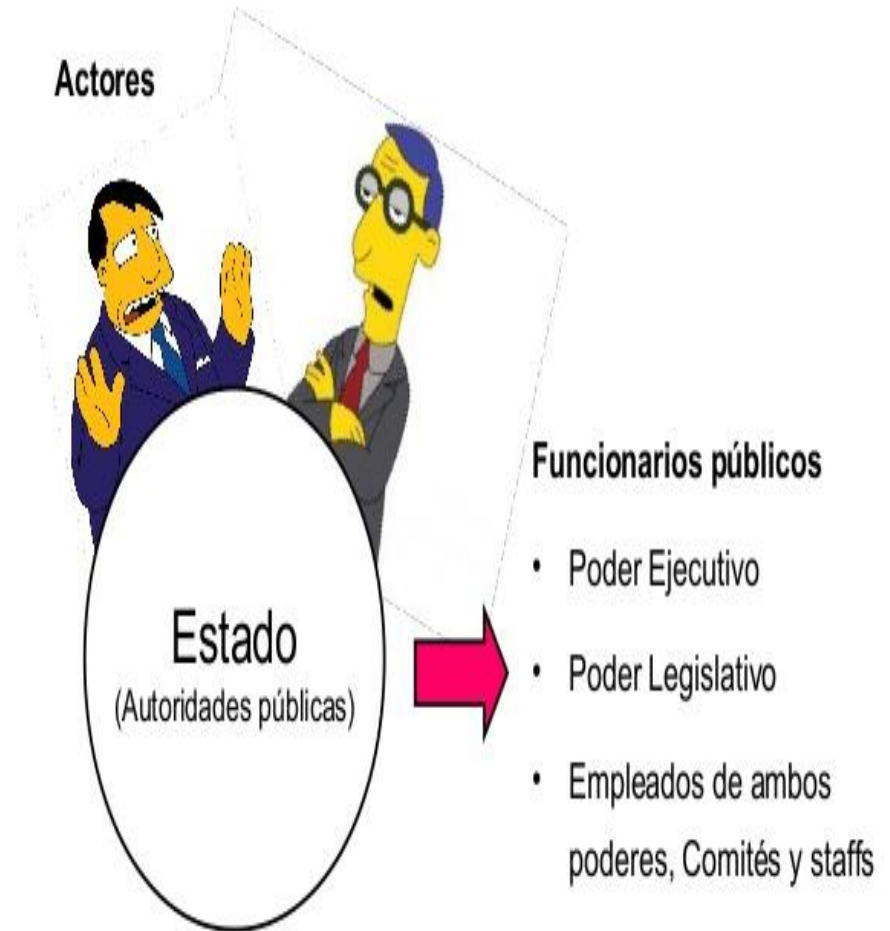 Actores
Estado
(Autoridades públicas)
Funcionarios públicos
• Poder Ejecutivo
• Poder Legislativo
• Empleados de ambos
poderes, Comités y staffs